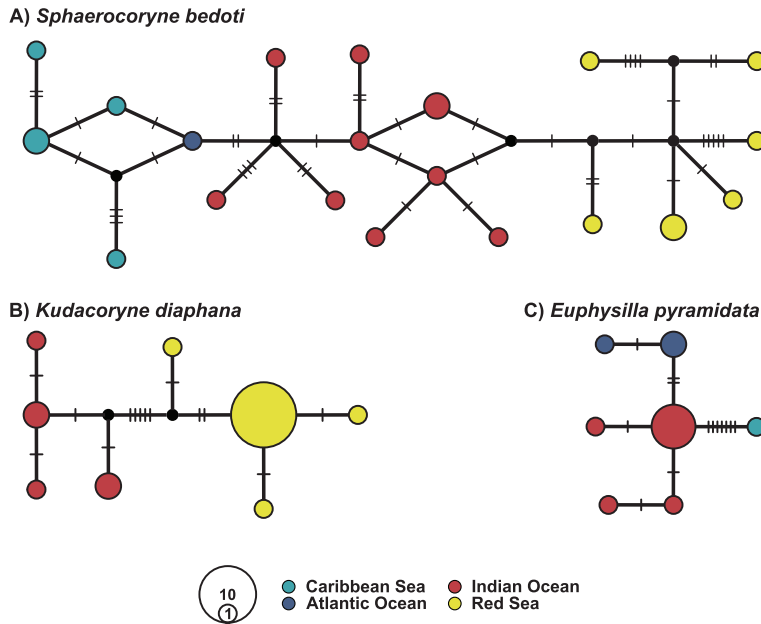 A) Sphaerocoryne bedoti
B) Kudacoryne diaphana
C) Euphysilla pyramidata
10
1
Caribbean Sea
Indian Ocean
Atlantic Ocean
Red Sea